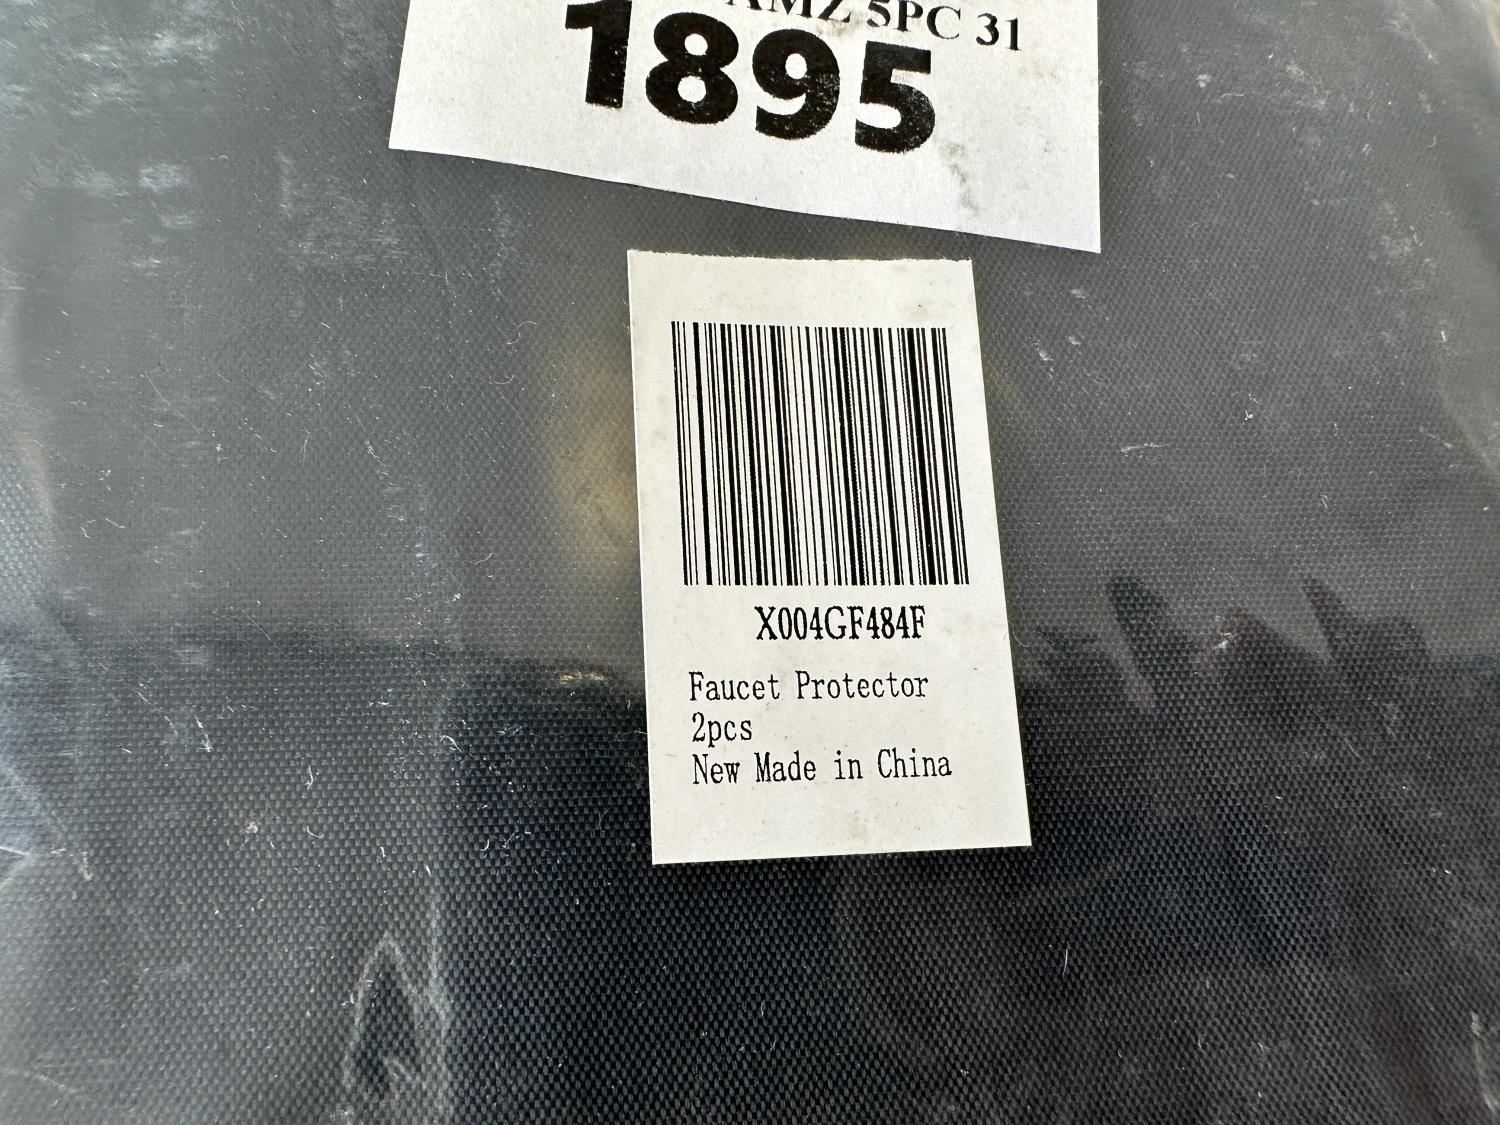 AMZ 5PC 31
1895
X004GF484F
Faucet Protector
2pcs
New Made in China